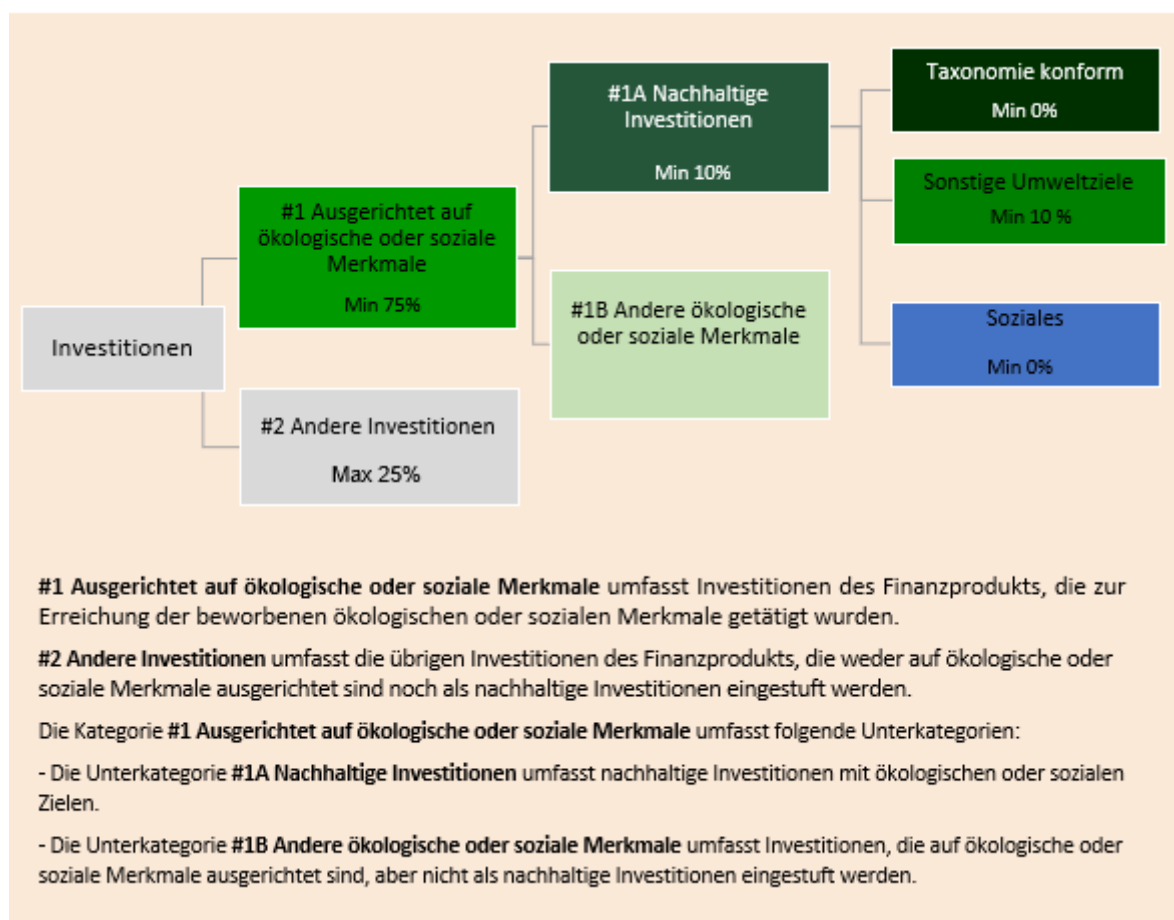 Investitionen
#1 Ausgerichtet auf
ökologische oder soziale
Merkmale
Min 75%
#2 Andere Investitionen
Max 25%
#1A Nachhaltige
Investitionen
Min 10%
#1B Andere ökologische
oder soziale Merkmale
Taxonomie konform
Min 0%
Sonstige Umweltziele
Min 10 %
Soziales
Min 0%
#1 Ausgerichtet auf ökologische oder soziale Merkmale umfasst Investitionen des Finanzprodukts, die zur
Erreichung der beworbenen ökologischen oder sozialen Merkmale getätigt wurden.
#2 Andere Investitionen umfasst die übrigen Investitionen des Finanzprodukts, die weder auf ökologische oder
soziale Merkmale ausgerichtet sind noch als nachhaltige Investitionen eingestuft werden.
Die Kategorie #1 Ausgerichtet auf ökologische oder soziale Merkmale umfasst folgende Unterkategorien:
- Die Unterkategorie #1A Nachhaltige Investitionen umfasst nachhaltige Investitionen mit ökologischen oder sozialen
Zielen.
- Die Unterkategorie #1B Andere ökologische oder soziale Merkmale umfasst Investitionen, die auf ökologische oder
soziale Merkmale ausgerichtet sind, aber nicht als nachhaltige Investitionen eingestuft werden.